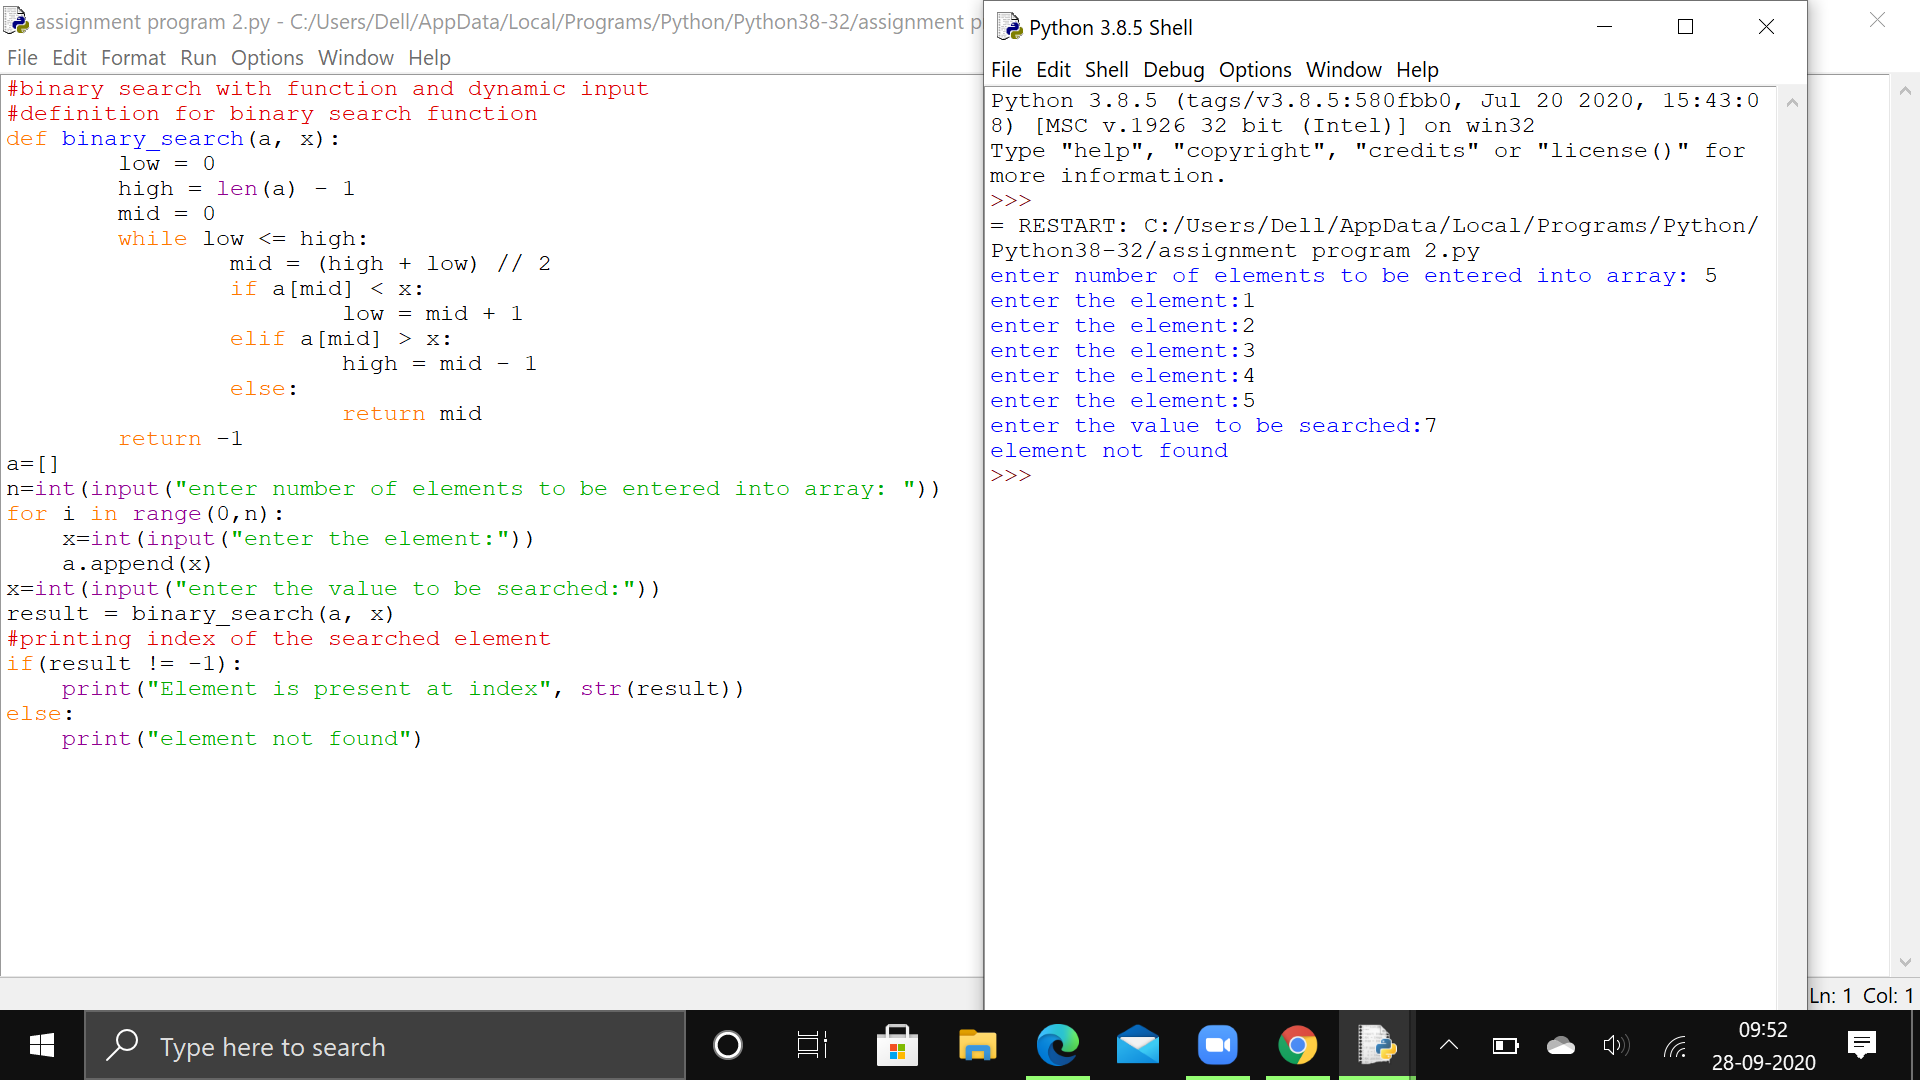 assignment program 2.py - C:/Users/Dell/AppData/Local/Programs/Python/Python38-32/assignment p
File Edit Format Run Options Window Help
#binary search with function and dynamic input
#definition for binary search function
def binary_search(a, x):
        low = 0
        high = len(a) - 1
        mid = 0
        while low <= high:
                mid = (high + low) // 2
                if a[mid] < x:
                        low = mid + 1
                elif a[mid] > x:
                        high = mid - 1
                else:
                        return mid
        return -1
a=[]
n=int(input("enter number of elements to be entered into array: "))
for i in range(0,n):
    x=int(input("enter the element:"))
    a.append(x)
x=int(input("enter the value to be searched:"))
result = binary_search(a, x)
#printing index of the searched element
if(result != -1):
    print("Element is present at index", str(result))
else:
    print("element not found")
Python 3.8.5 Shell
File Edit Shell Debug Options Window Help
Python 3.8.5 (tags/v3.8.5:580fbb0, Jul 20 2020, 15:43:0
8) [MSC v.1926 32 bit (Intel)] on win32
Type "help", "copyright", "credits" or "license()" for
more information.
>>>
= RESTART: C:/Users/Dell/AppData/Local/Programs/Python/
Python38-32/assignment program 2.py
enter number of elements to be entered into array: 5
enter the element:1
enter the element:2
enter the element:3
enter the element:4
enter the element:5
enter the value to be searched:7
element not found
>>>
Ln: 1 Col: 1
Type here to search
09:52
28-09-2020